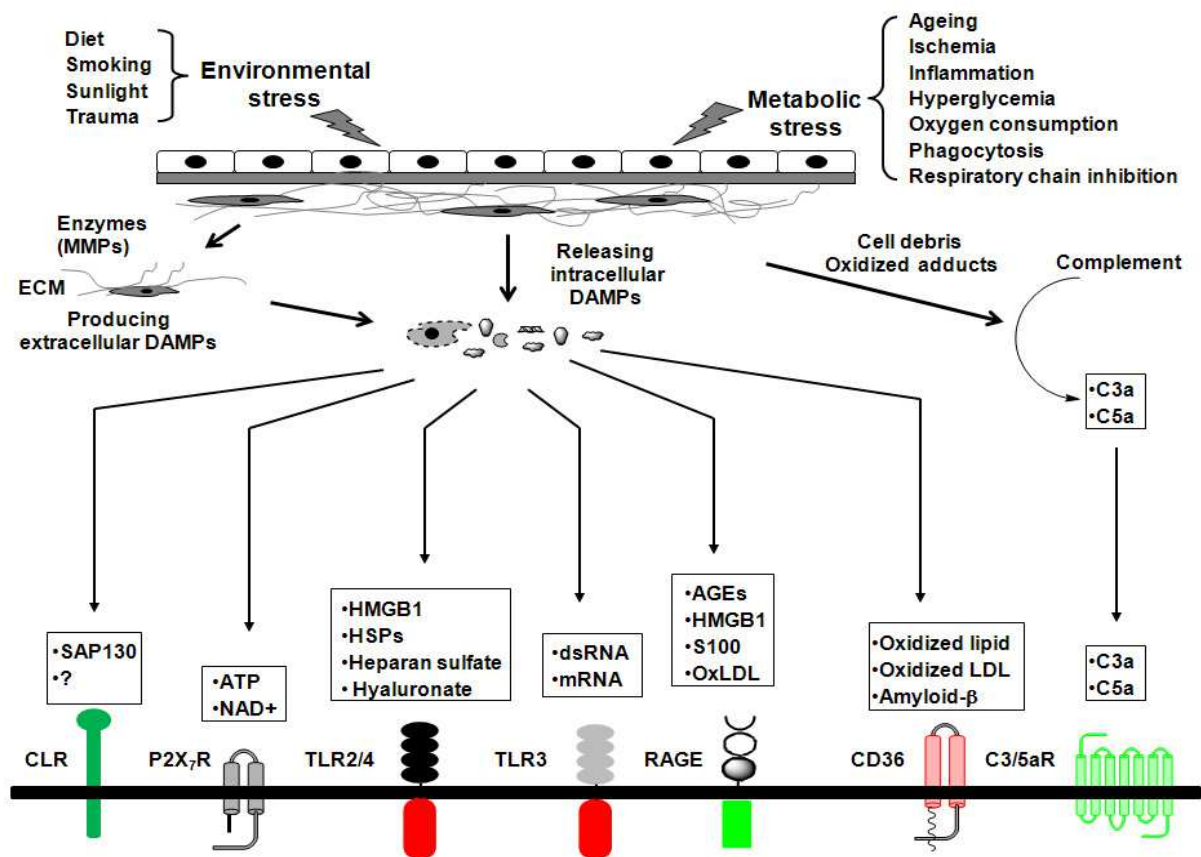 Diet
Smoking
Sunlight
Trauma
Environmental
stress
Metabolic
stress
Ageing
Ischemia
Inflammation
Hyperglycemia
Oxygen consumption
Phagocytosis
Respiratory chain inhibition
Enzymes
(MMPs)
ECM
Producing
extracellular DAMPs
Releasing
intracellular
DAMPs
Cell debris
Oxidized adducts
Complement
•C3a
•C5a
•SAP130
•?
•ATP
•NAD+
•HMGB1
•HSPs
•Heparan sulfate
•Hyaluronate
•dsRNA
•mRNA
•AGEs
•HMGB1
•S100
•OxLDL
•Oxidized lipid
•Oxidized LDL
•Amyloid-β
•C3a
•C5a
CLR
P2X₇R
TLR2/4
TLR3
RAGE
CD36
C3/5aR